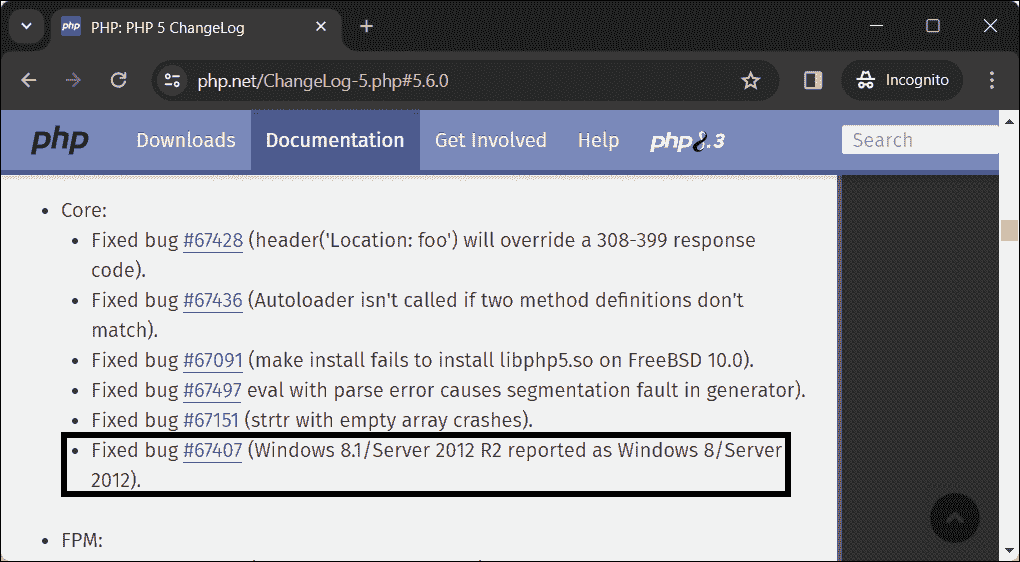 PHP: PHP 5 ChangeLog
php.net/ChangeLog-5.php#5.6.0
Incognito
php Downloads Documentation Get Involved Help php8.3 Search
• Core:
• Fixed bug #67428 (header('Location: foo') will override a 308-399 response
code).
• Fixed bug #67436 (Autoloader isn't called if two method definitions don't
match).
• Fixed bug #67091 (make install fails to install libphp5.so on FreeBSD 10.0).
• Fixed bug #67497 eval with parse error causes segmentation fault in generator).
• Fixed bug #67151 (strtr with empty array crashes).
• Fixed bug #67407 (Windows 8.1/Server 2012 R2 reported as Windows 8/Server
2012).
• FPM: